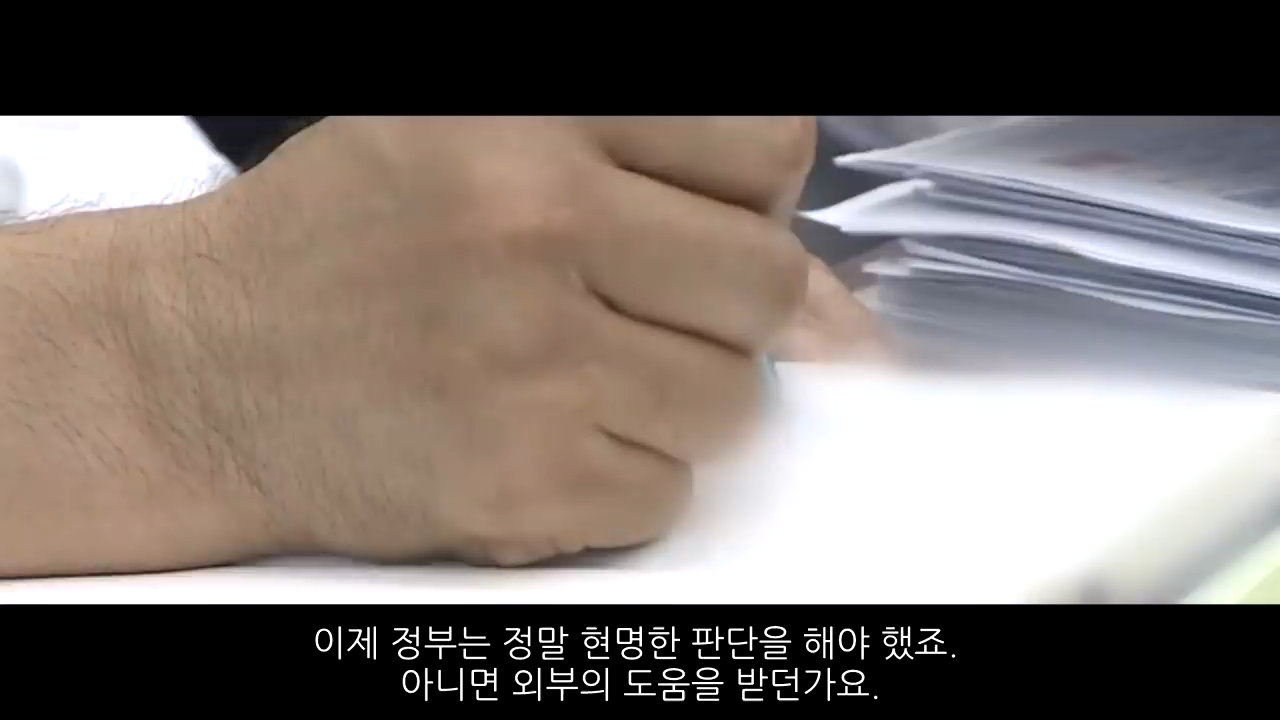 이제 정부는 정말 현명한 판단을 해야 했죠.
아니면 외부의 도움을 받던가요.